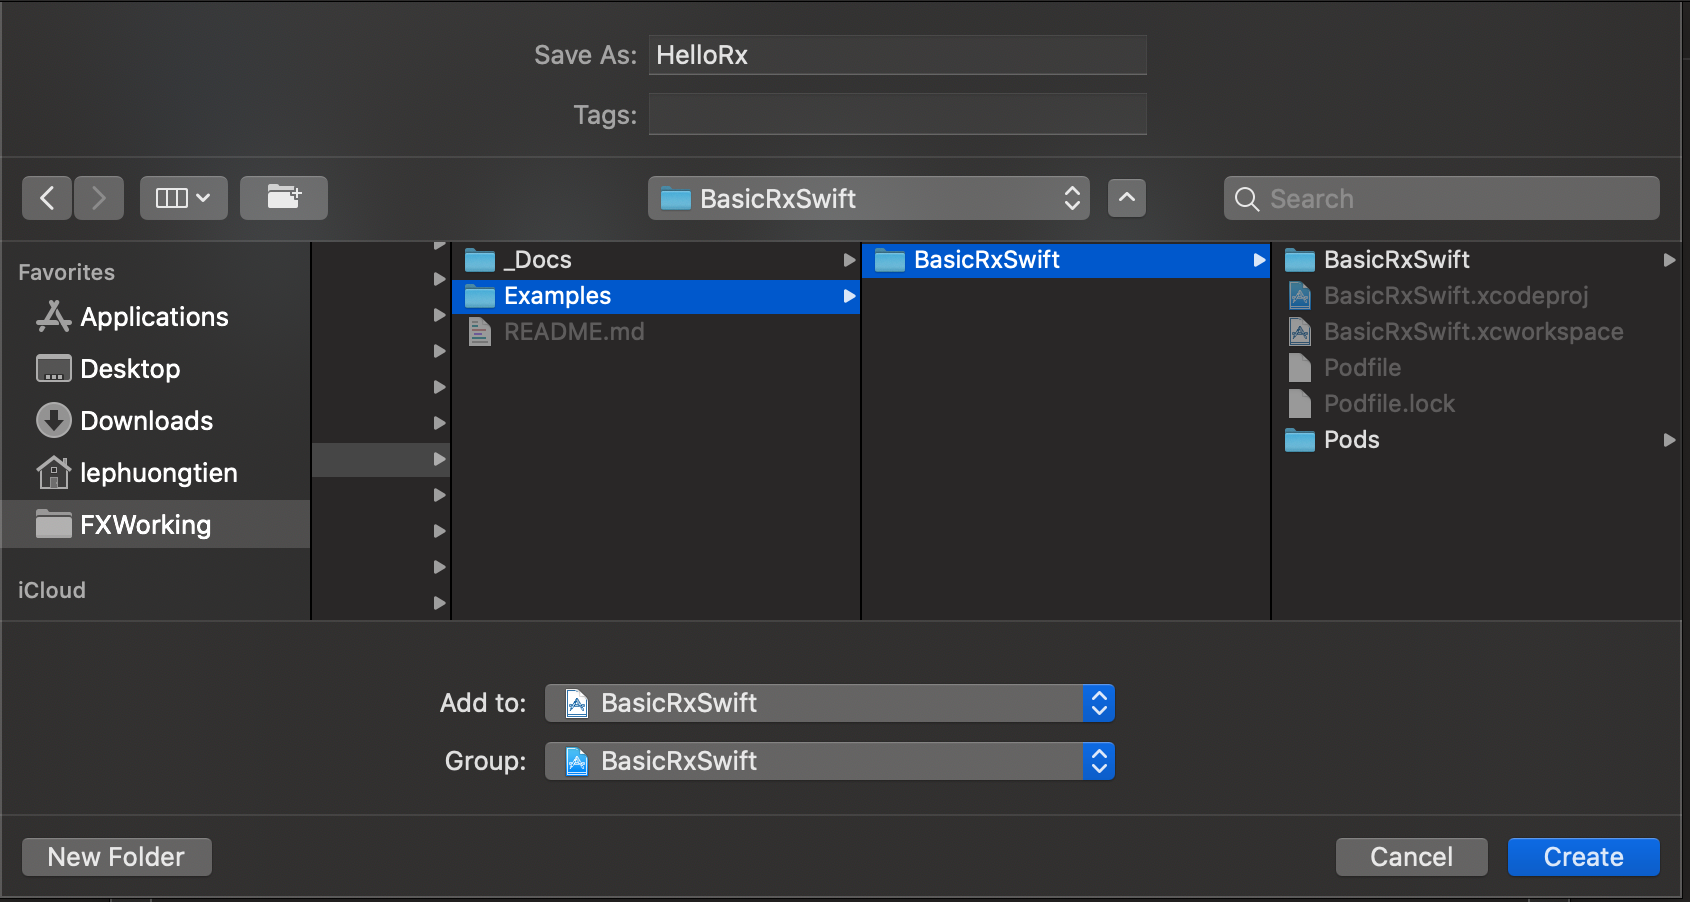 Save As: HelloRx
Tags:
BasicRxSwift
Search
Favorites
Applications
Desktop
Downloads
lephuongtien
FXWorking
iCloud
_Docs
Examples
README.md
BasicRxSwift
BasicRxSwift
BasicRxSwift.xcodeproj
BasicRxSwift.xcworkspace
Podfile
Podfile.lock
Pods
Add to: BasicRxSwift
Group: BasicRxSwift
New Folder
Cancel
Create